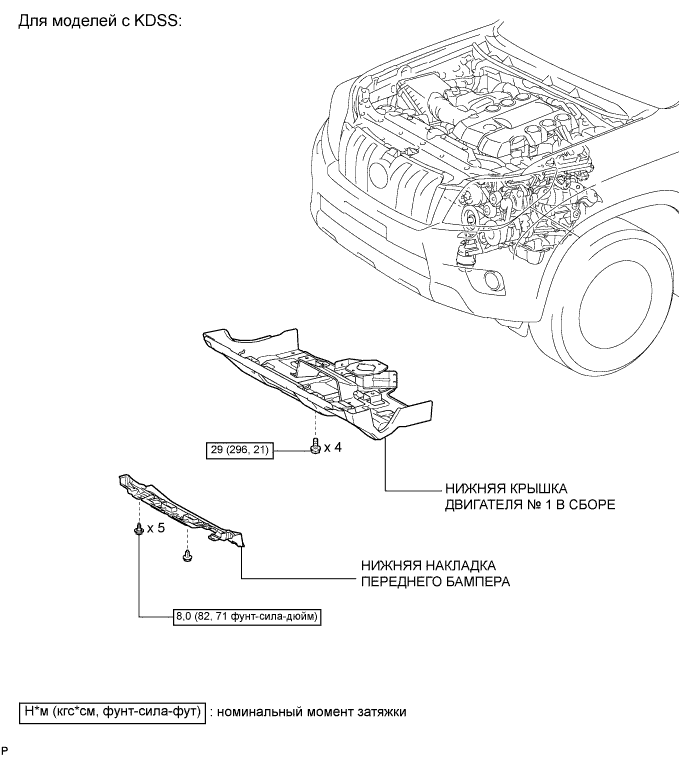 Для моделей с KDSS:
29 (296, 21)
x 4
НИЖНЯЯ КРЫШКА
ДВИГАТЕЛЯ № 1 В СБОРЕ
x 5
НИЖНЯЯ НАКЛАДКА
ПЕРЕДНЕГО БАМПЕРА
8,0 (82, 71 фунт-сила-дюйм)
Н*м (кгс*см, фунт-сила-фут) : номинальный момент затяжки
P